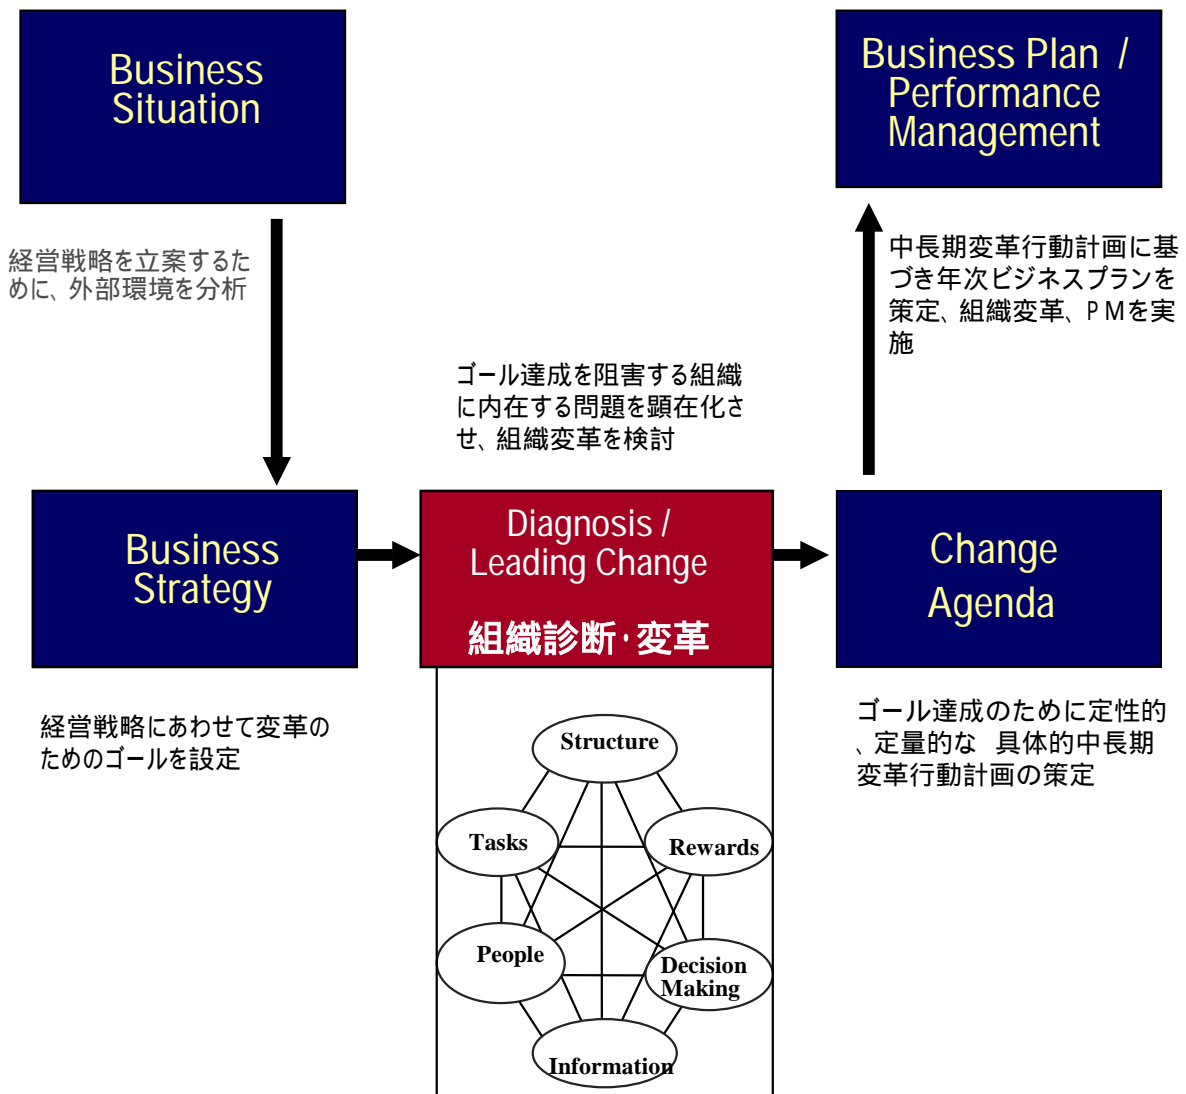 Business
Situation
経営戦略を立案するた
めに、外部環境を分析
Business
Strategy
経営戦略にあわせて変革の
ためのゴールを設定
ゴール達成を阻害する組織
に内在する問題を顕在化さ
せ、組織変革を検討
Diagnosis /
Leading Change
組織診断・変革
Structure
Tasks
Rewards
People
Decision
Making
Information
Business Plan /
Performance
Management
中長期変革行動計画に基
づき年次ビジネスプランを
策定、組織変革、PMを実
施
Change
Agenda
ゴール達成のために定性的
、定量的な 具体的中長期
変革行動計画の策定